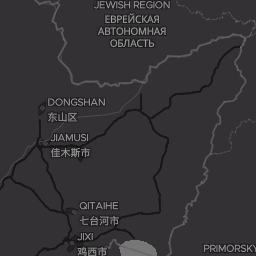 JEWISH REGION
ЕВРЕЙСКАЯ
АВТОНОМНАЯ
ОБЛАСТЬ
DONGSHAN
东山区
JIAMUSI
佳木斯市
QITAIHE
七台河市
JIXI
鸡西市
PRIMORSKY